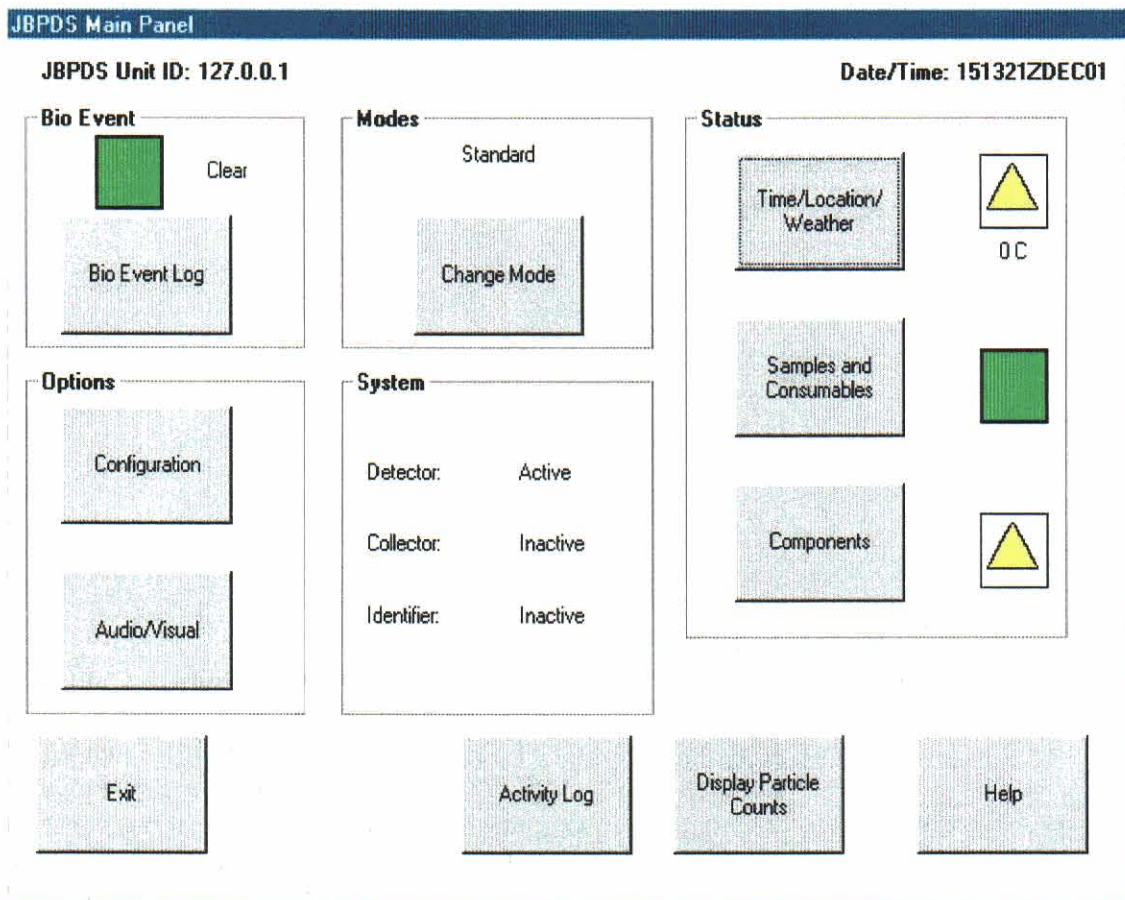 JBPDS Main Panel
JBPDS Unit ID: 127.0.0.1
Date/Time: 151321ZDEC01
Bio Event
Clear
Bio Event Log
Modes
Standard
Change Mode
Status
Time/Location/
Weather
0 C
Samples and
Consumables
Components
Options
Configuration
Audio/Visual
System
Detector: Active
Collector: Inactive
Identifier: Inactive
Exit
Activity Log
Display Particle
Counts
Help